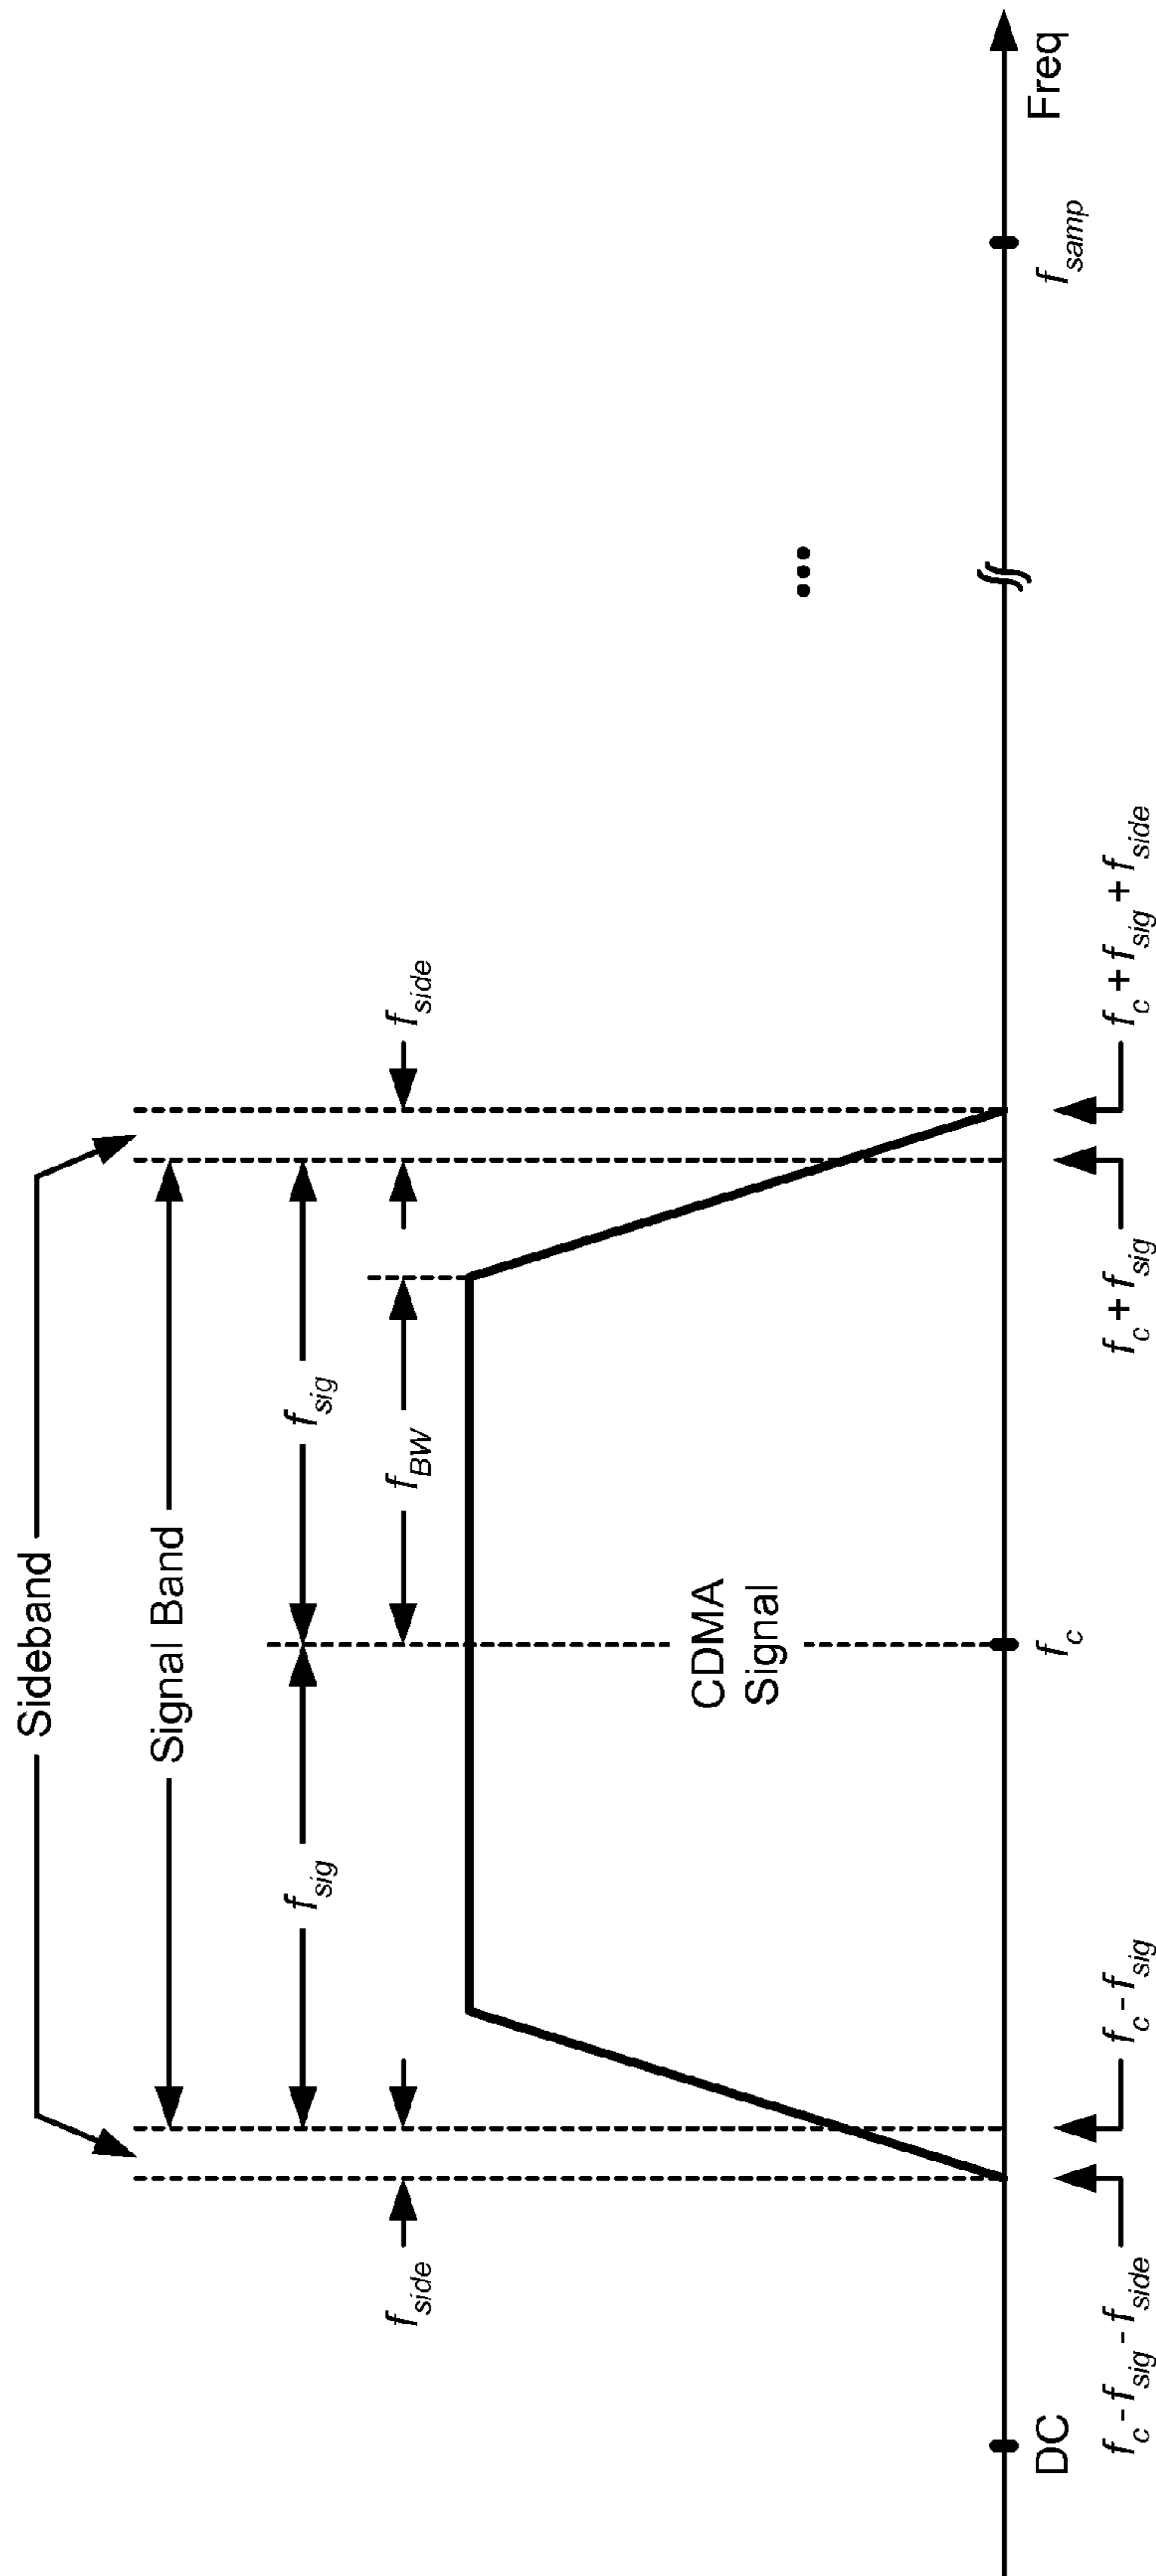 Sideband
Signal Band
f_sig
f_sig
f_side
f_BW
f_side
CDMA
Signal
DC
f_c
f_samp
Freq
f_c - f_sig - f_side
f_c - f_sig
f_c + f_sig
f_c + f_sig + f_side